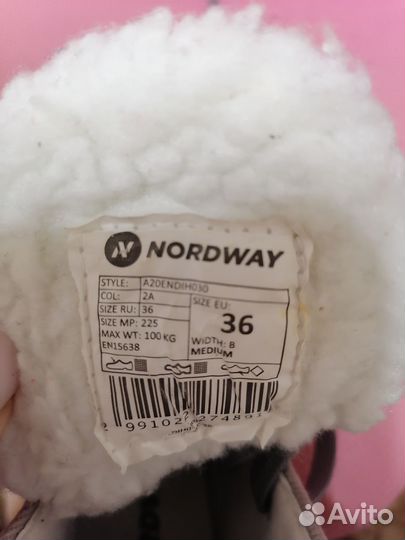 NORDWAY
STYLE: A20ENDIH030
COL: 2A
SIZE RU: 36
SIZE MP: 225
MAX WT: 100 KG
EN15638
SIZE EU:
36
WIDTH: B
MEDIUM
Avito